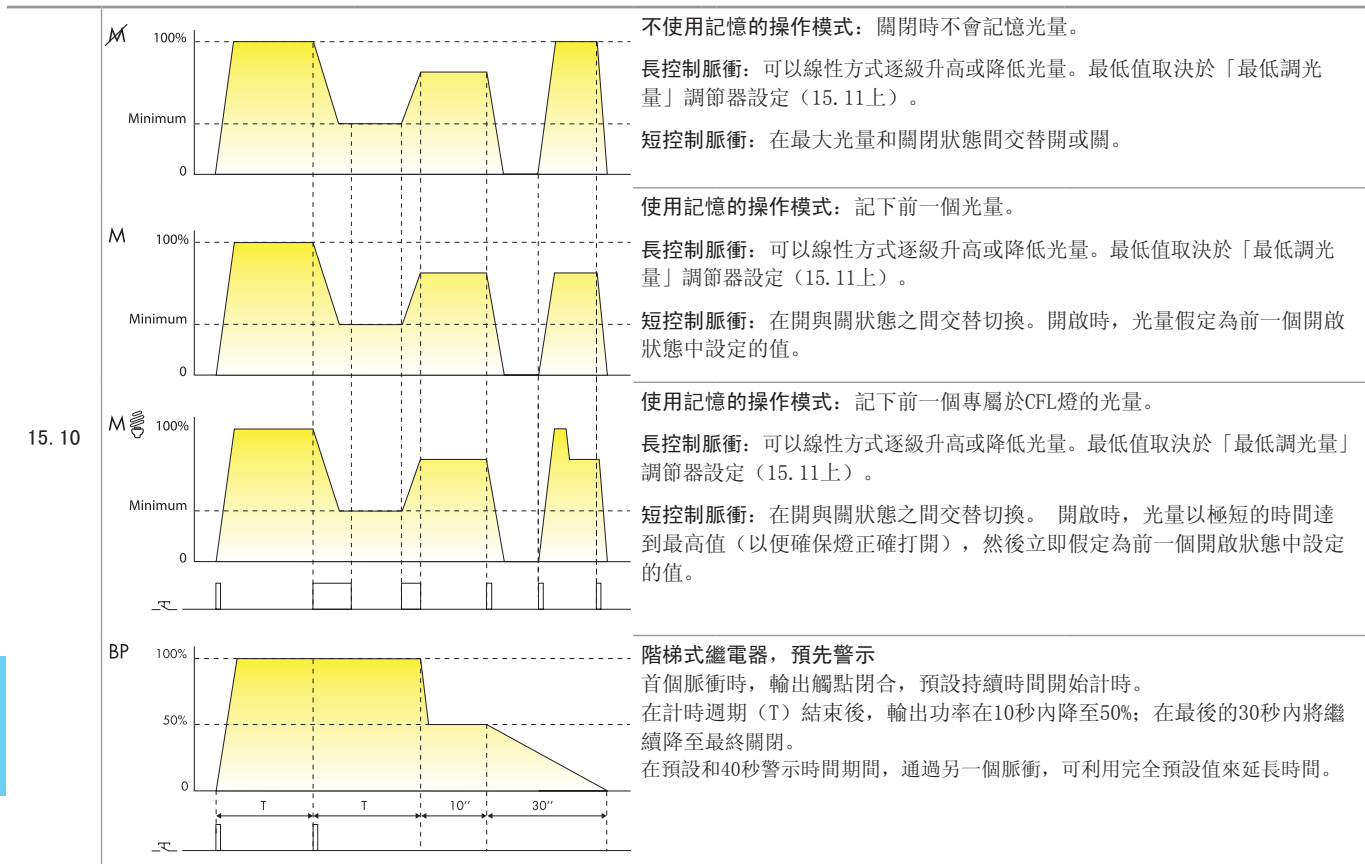 15.10
M
100%
Minimum
0
不使用記憶的操作模式：關閉時不會記憶光量。
長控制脈衝：可以線性方式逐級升高或降低光量。最低值取決於「最低調光
量」調節器設定（15.11上）。
短控制脈衝：在最大光量和關閉狀態間交替開或關。
M
100%
Minimum
0
使用記憶的操作模式：記下前一個光量。
長控制脈衝：可以線性方式逐級升高或降低光量。最低值取決於「最低調光
量」調節器設定（15.11上）。
短控制脈衝：在開與關狀態之間交替切換。開啟時，光量假定為前一個開啟
狀態中設定的值。
M
100%
Minimum
0
使用記憶的操作模式：記下前一個專屬於CFL燈的光量。
長控制脈衝：可以線性方式逐級升高或降低光量。最低值取決於「最低調光量」
調節器設定（15.11上）。
短控制脈衝：在開與關狀態之間交替切換。 開啟時，光量以極短的時間達
到最高值（以便確保燈正確打開），然後立即假定為前一個開啟狀態中設定
的值。
BP
100%
50%
0
T
T
10''
30''
階梯式繼電器，預先警示
首個脈衝時，輸出觸點閉合，預設持續時間開始計時。
在計時週期（T）結束後，輸出功率在10秒內降至50%；在最後的30秒內將繼
續降至最終關閉。
在預設和40秒警示時間期間，通過另一個脈衝，可利用完全預設值來延長時間。